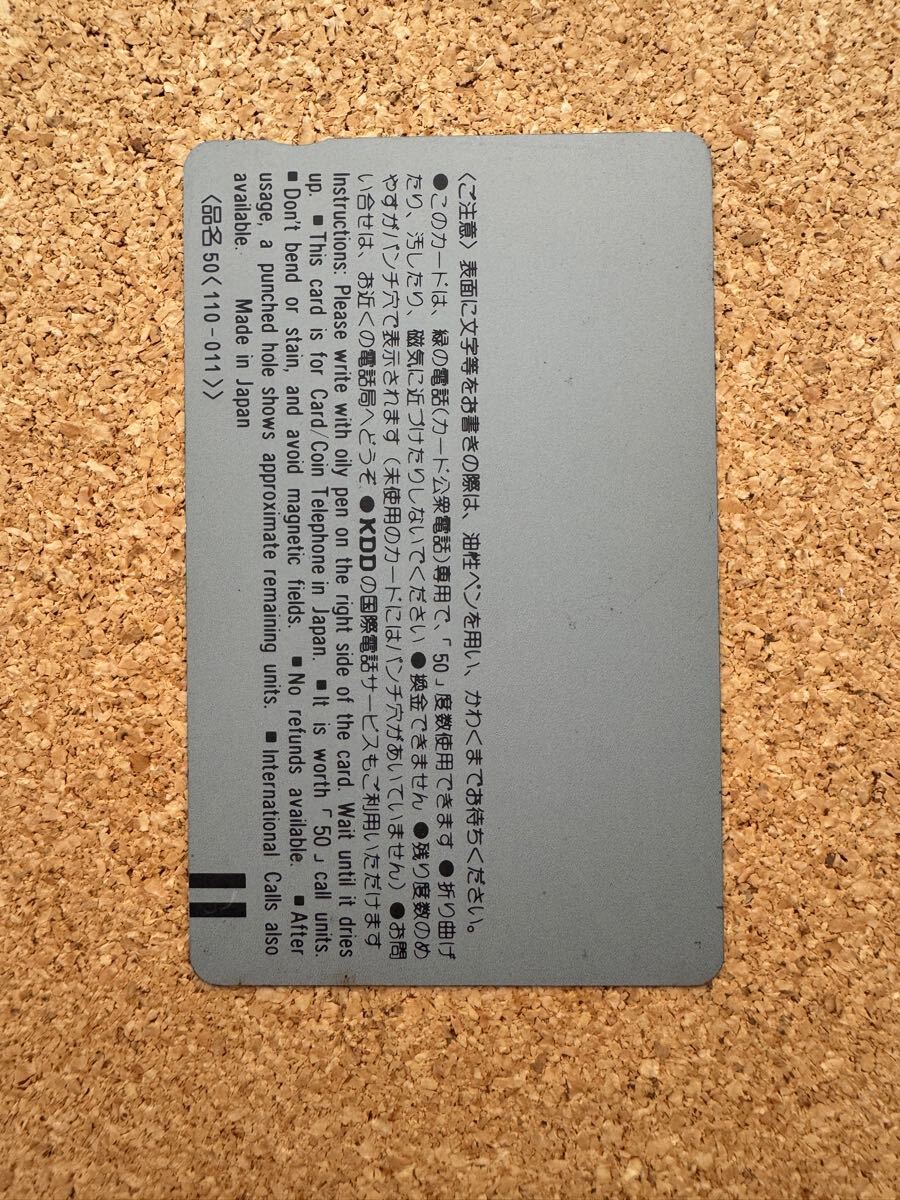 〈ご注意〉表面に文字等をお書きの際は、油性ペンを用い、かわくまでお待ちください。
●このカードは、緑の電話(カード公衆電話)専用で、「50」度数使用できます ●折り曲げ
たり、汚したり、磁気に近づけたりしないでください ●換金できません ●残り度数のめ
やすがパンチ穴で表示されます（未使用のカードにはパンチ穴があいていません）●お問
い合せは、お近くの電話局へどうぞ ●KDDの国際電話サービスもご利用いただけます
Instructions: Please write with oily pen on the right side of the card. Wait until it dries
up. ■ This card is for Card/Coin Telephone in Japan. ■ It is worth「50」call units.
■ Don't bend or stain, and avoid magnetic fields. ■ No refunds available. ■ After
usage, a punched hole shows approximate remaining units. ■ International Calls also
available. Made in Japan
〈品名 50〈110-011〉〉